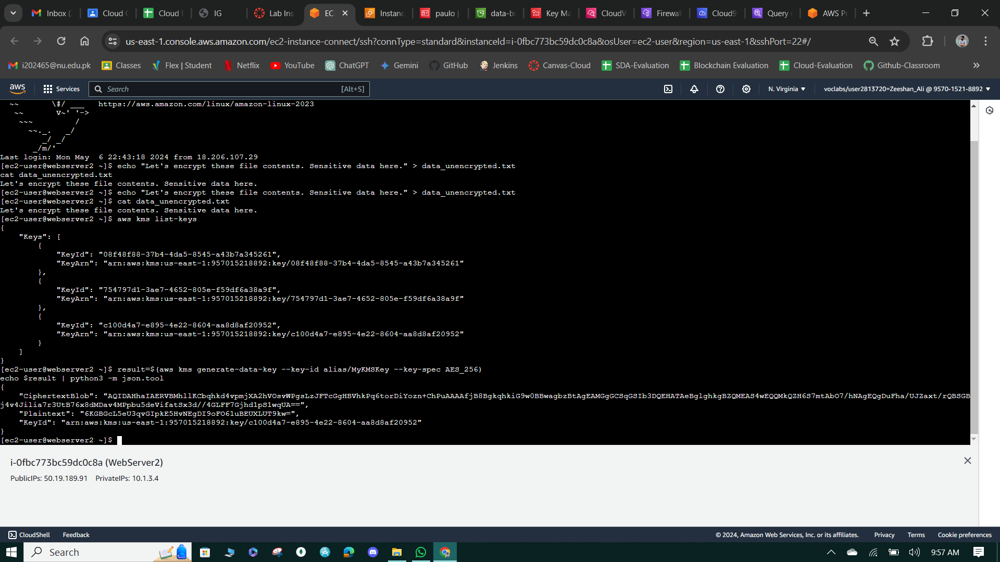 Inbox (
Cloud
Cloud
IG
Lab Ins
EC
Instanc
paulo |
data-bu
Key Ma
CloudW
Firewal
Cloud9
Query
AWS Pr
us-east-1.console.aws.amazon.com/ec2-instance-connect/ssh?connType=standard&instanceId=i-0fbc773bc59dc0c8a&osUser=ec2-user&region=us-east-1&sshPort=22#/
i202465@nu.edu.pk
Classes
Flex | Student
Netflix
YouTube
ChatGPT
Gemini
GitHub
Jenkins
Canvas-Cloud
SDA-Evaluation
Blockchain Evaluation
Cloud-Evaluation
Github-Classroom
aws
Services
Search
[Alt+S]
N. Virginia
voclabs/user2813720=Zeeshan_Ali @ 9570-1521-8892
~~       \#/ ___   https://aws.amazon.com/linux/amazon-linux-2023
~~       V~' '->
~~~         /
~~._.   _/
_/ _/
_/m/'
Last login: Mon May  6 22:43:18 2024 from 18.206.107.29
[ec2-user@webserver2 ~]$ echo "Let's encrypt these file contents. Sensitive data here." > data_unencrypted.txt
cat data_unencrypted.txt
Let's encrypt these file contents. Sensitive data here.
[ec2-user@webserver2 ~]$ echo "Let's encrypt these file contents. Sensitive data here." > data_unencrypted.txt
[ec2-user@webserver2 ~]$ cat data_unencrypted.txt
Let's encrypt these file contents. Sensitive data here.
[ec2-user@webserver2 ~]$ aws kms list-keys
{
    "Keys": [
        {
            "KeyId": "08f48f88-37b4-4da5-8545-a43b7a345261",
            "KeyArn": "arn:aws:kms:us-east-1:957015218892:key/08f48f88-37b4-4da5-8545-a43b7a345261"
        },
        {
            "KeyId": "754797d1-3ae7-4652-805e-f59df6a38a9f",
            "KeyArn": "arn:aws:kms:us-east-1:957015218892:key/754797d1-3ae7-4652-805e-f59df6a38a9f"
        },
        {
            "KeyId": "c100d4a7-e895-4e22-8604-aa8d8af20952",
            "KeyArn": "arn:aws:kms:us-east-1:957015218892:key/c100d4a7-e895-4e22-8604-aa8d8af20952"
        }
    ]
}
[ec2-user@webserver2 ~]$ result=$(aws kms generate-data-key --key-id alias/MyKMSKey --key-spec AES_256)
echo $result | python3 -m json.tool
{
    "CiphertextBlob": "AQIDAHhaIAERVBMhllKCbqhkd4vpmjXA2hVOsvWPgsLzJFTcGgHBVhkPq6torDiYozn+ChPuAAAAfjB8BgkqhkiG9w0BBwagbzBtAgEAMGgGCSqGSIb3DQEHATAeBglghkgBZQMEAS4wEQQMkQZH6S7mtAbO7/hNAgEQgDuFha/UJZaxt/rQBSGB
j4v4Jilia7r3UtB76x8dMDav4MPpbu5deVifatSx3d//4GLFF7Gjhd1pS1wqUA==",
    "Plaintext": "6KGBGcL5eU3qvGIpkE5HvNEgDI9oFO61uBEUXLUT9kw=",
    "KeyId": "arn:aws:kms:us-east-1:957015218892:key/c100d4a7-e895-4e22-8604-aa8d8af20952"
}
[ec2-user@webserver2 ~]$
i-0fbc773bc59dc0c8a (WebServer2)
PublicIPs: 50.19.189.91    PrivateIPs: 10.1.3.4
CloudShell
Feedback
© 2024, Amazon Web Services, Inc. or its affiliates.
Privacy
Terms
Cookie preferences
Search
9:57 AM